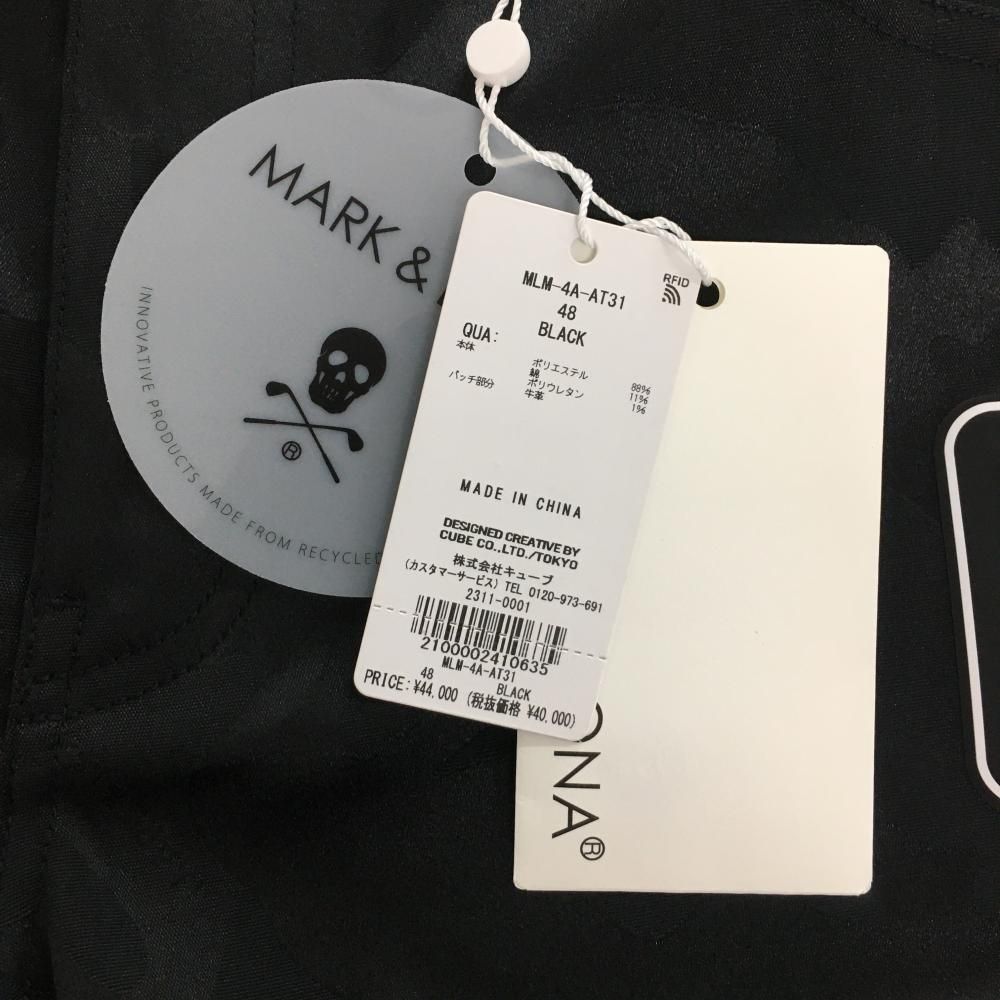 MARK &
®
INNOVATIVE PRODUCTS MADE FROM RECYCLED
RFID
MLM-4A-AT31
48
QUA: BLACK
本体 ポリエステル 88%
綿 11%
ポリウレタン 1%
パッチ部分 牛革
MADE IN CHINA
DESIGNED CREATIVE BY
CUBE CO.,LTD./TOKYO
株式会社キューブ
(カスタマーサービス) TEL 0120-973-691
2311-0001
2100002410635
MLM-4A-AT31
48 BLACK
PRICE:¥44,000 (税抜価格 ¥40,000)
ONA®